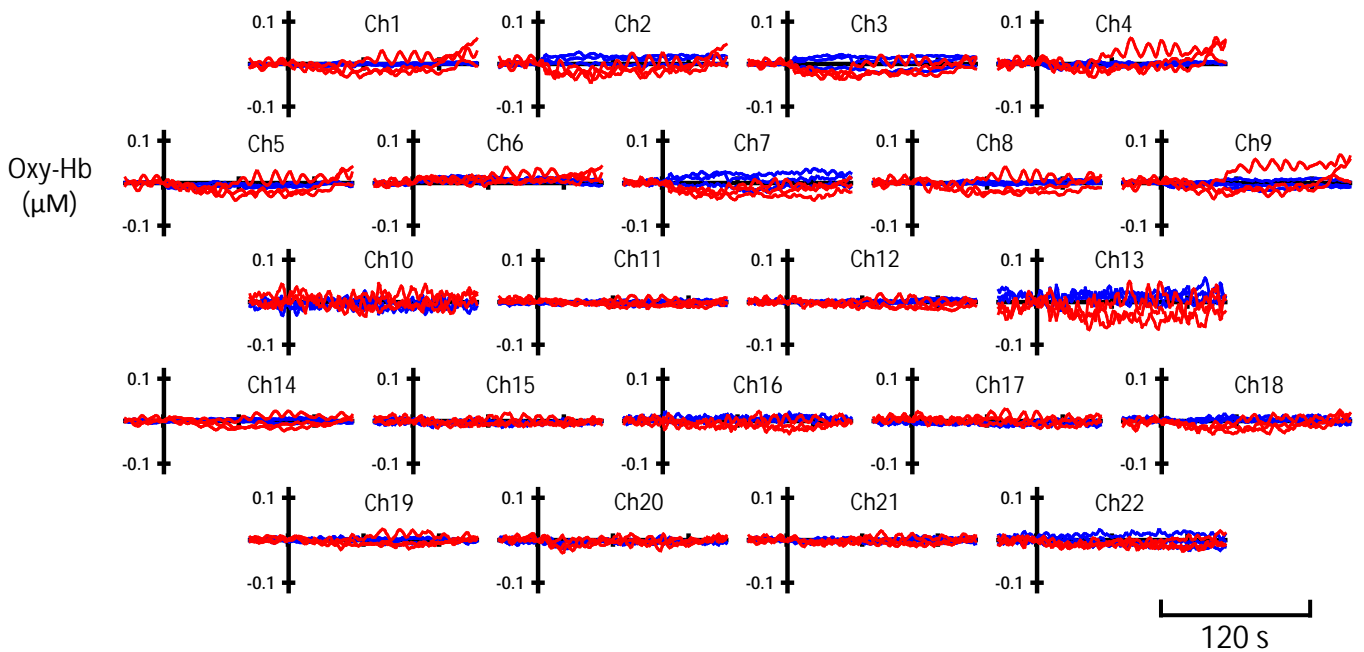 0.1 Ch1 0.1 Ch2 0.1 Ch3 0.1 Ch4
-0.1 -0.1 -0.1 -0.1
Oxy-Hb
(μM)
0.1 Ch5 0.1 Ch6 0.1 Ch7 0.1 Ch8 0.1 Ch9
-0.1 -0.1 -0.1 -0.1 -0.1
0.1 Ch10 0.1 Ch11 0.1 Ch12 0.1 Ch13
-0.1 -0.1 -0.1 -0.1
0.1 Ch14 0.1 Ch15 0.1 Ch16 0.1 Ch17 0.1 Ch18
-0.1 -0.1 -0.1 -0.1 -0.1
0.1 Ch19 0.1 Ch20 0.1 Ch21 0.1 Ch22
-0.1 -0.1 -0.1 -0.1
120 s